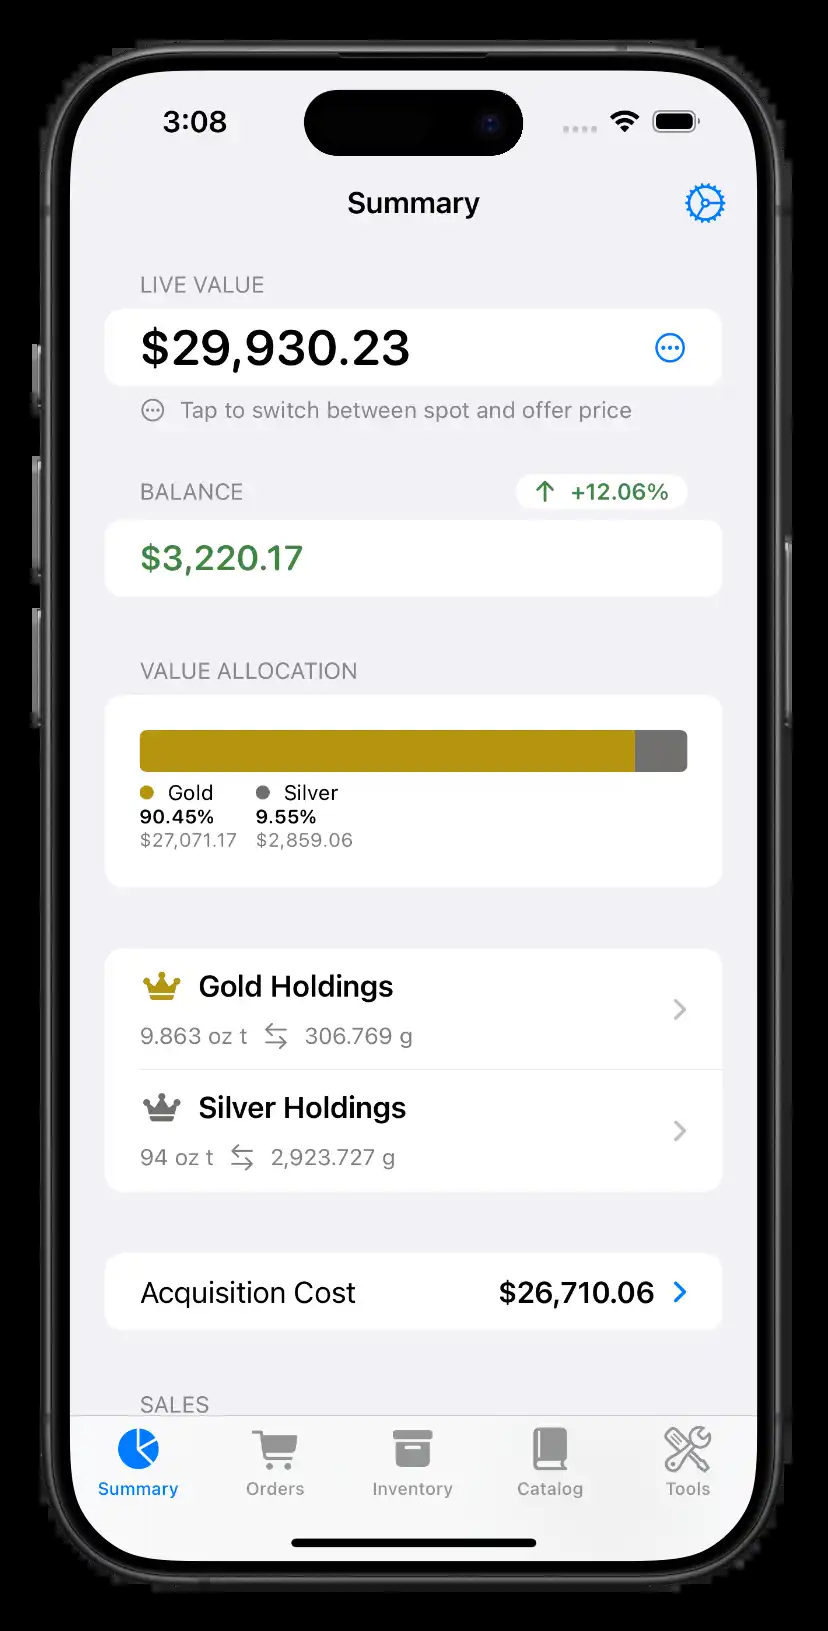 3:08
Summary
LIVE VALUE
$29,930.23
Tap to switch between spot and offer price
BALANCE +12.06%
$3,220.17
VALUE ALLOCATION
Gold Silver
90.45% 9.55%
$27,071.17 $2,859.06
Gold Holdings
9.863 oz t 306.769 g
Silver Holdings
94 oz t 2,923.727 g
Acquisition Cost $26,710.06
SALES
Summary Orders Inventory Catalog Tools